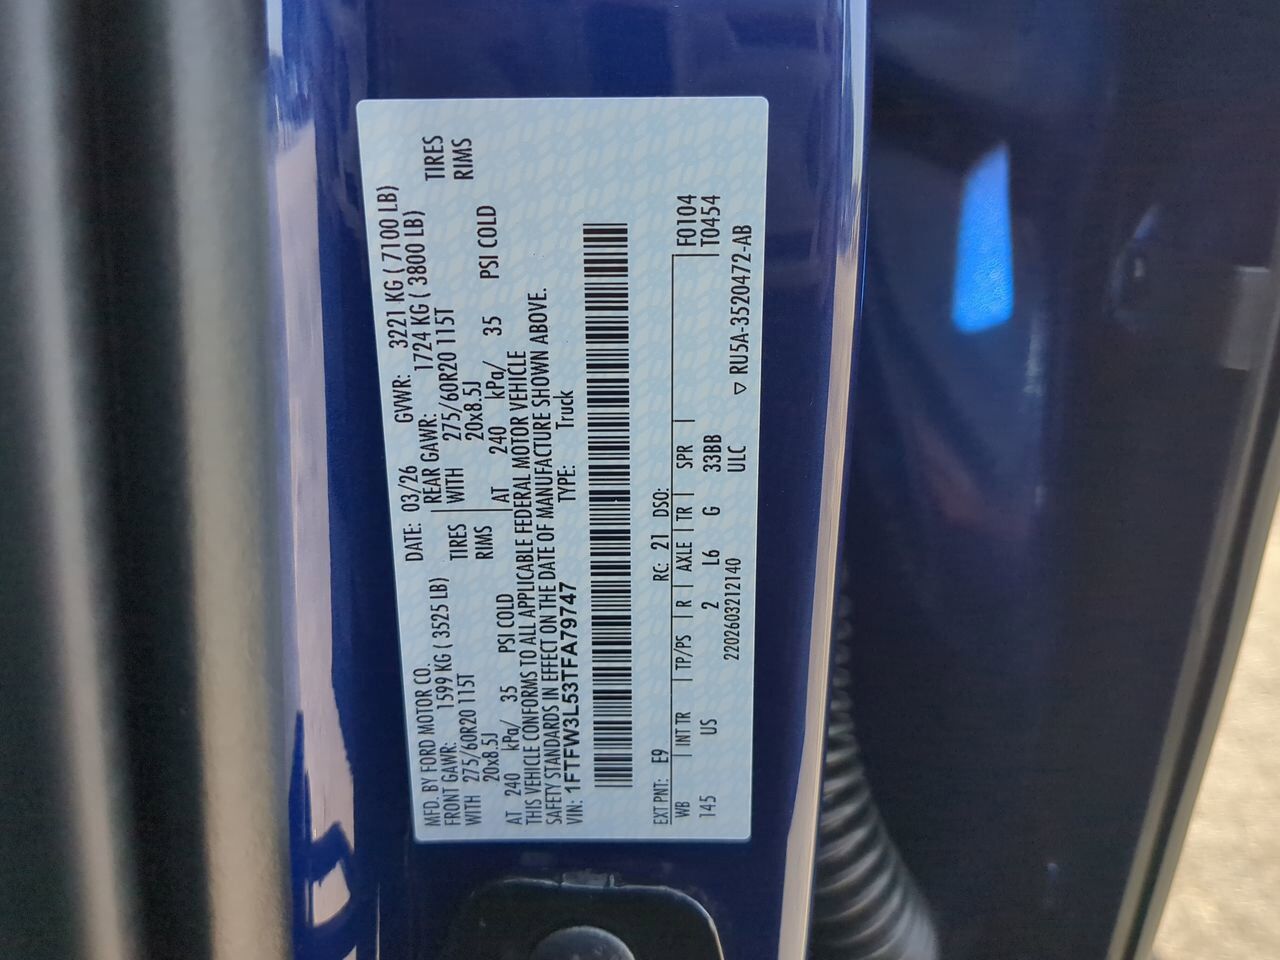 MFD. BY FORD MOTOR CO.
DATE: 03/26 GVWR: 3221 KG ( 7100 LB)
FRONT GAWR: 1599 KG ( 3525 LB) REAR GAWR: 1724 KG ( 3800 LB)
WITH 275/60R20 115T TIRES WITH 275/60R20 115T TIRES
20x8.5J RIMS 20x8.5J RIMS
AT 240 kPa/ 35 PSI COLD AT 240 kPa/ 35 PSI COLD
THIS VEHICLE CONFORMS TO ALL APPLICABLE FEDERAL MOTOR VEHICLE
SAFETY STANDARDS IN EFFECT ON THE DATE OF MANUFACTURE SHOWN ABOVE.
VIN: 1FTFW3L53TFA79747 TYPE: Truck
EXT PNT: E9 RC: 21 DSO: F0104
WB INT TR TP/PS R AXLE TR SPR T0454
145 US 2 L6 G 33BB
2202603212140 ULC ▽ RU5A-3520472-AB